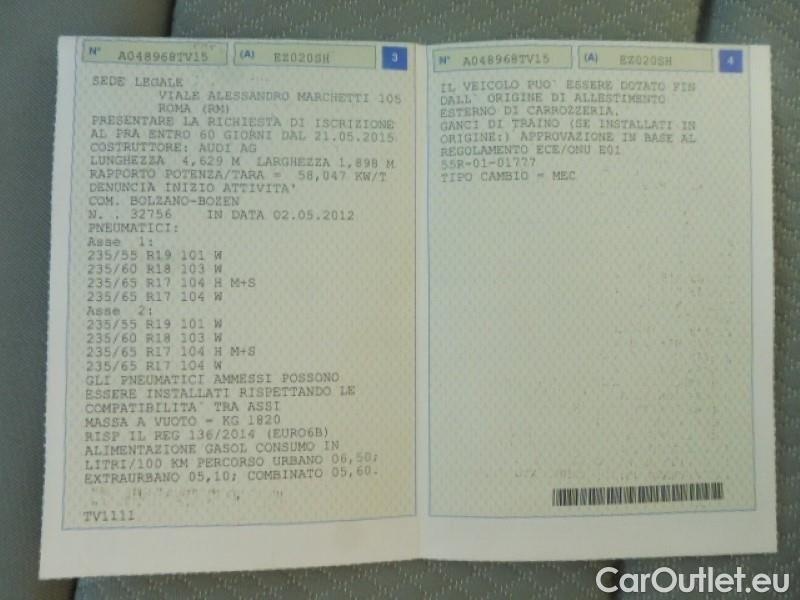 N° A048968TV15 (A) EZ020SH 3
SEDE LEGALE
VIALE ALESSANDRO MARCHETTI 105
ROMA (RM)
PRESENTARE LA RICHIESTA DI ISCRIZIONE
AL PRA ENTRO 60 GIORNI DAL 21.05.2015
COSTRUTTORE: AUDI AG
LUNGHEZZA 4,629 M LARGHEZZA 1,898 M
RAPPORTO POTENZA/TARA = 58,047 KW/T
DENUNCIA INIZIO ATTIVITA'
COM. BOLZANO-BOZEN
N. . 32756 IN DATA 02.05.2012
PNEUMATICI:
Asse 1:
235/55 R19 101 W
235/60 R18 103 W
235/65 R17 104 H M+S
235/65 R17 104 W
Asse 2:
235/55 R19 101 W
235/60 R18 103 W
235/65 R17 104 H M+S
235/65 R17 104 W
GLI PNEUMATICI AMMESSI POSSONO
ESSERE INSTALLATI RISPETTANDO LE
COMPATIBILITA` TRA ASSI
MASSA A VUOTO = KG 1820
RISP IL REG 136/2014 (EURO6B)
ALIMENTAZIONE GASOL CONSUMO IN
LITRI/100 KM PERCORSO URBANO 06,50;
EXTRAURBANO 05,10; COMBINATO 05,60.
TV1111
N° A048968TV15 (A) EZ020SH 4
IL VEICOLO PUO` ESSERE DOTATO FIN
DALL` ORIGINE DI ALLESTIMENTO
ESTERNO DI CARROZZERIA.
GANCI DI TRAINO (SE INSTALLATI IN
ORIGINE:) APPROVAZIONE IN BASE AL
REGOLAMENTO ECE/ONU E01
55R-01-01777
TIPO CAMBIO = MEC
CarOutlet.eu